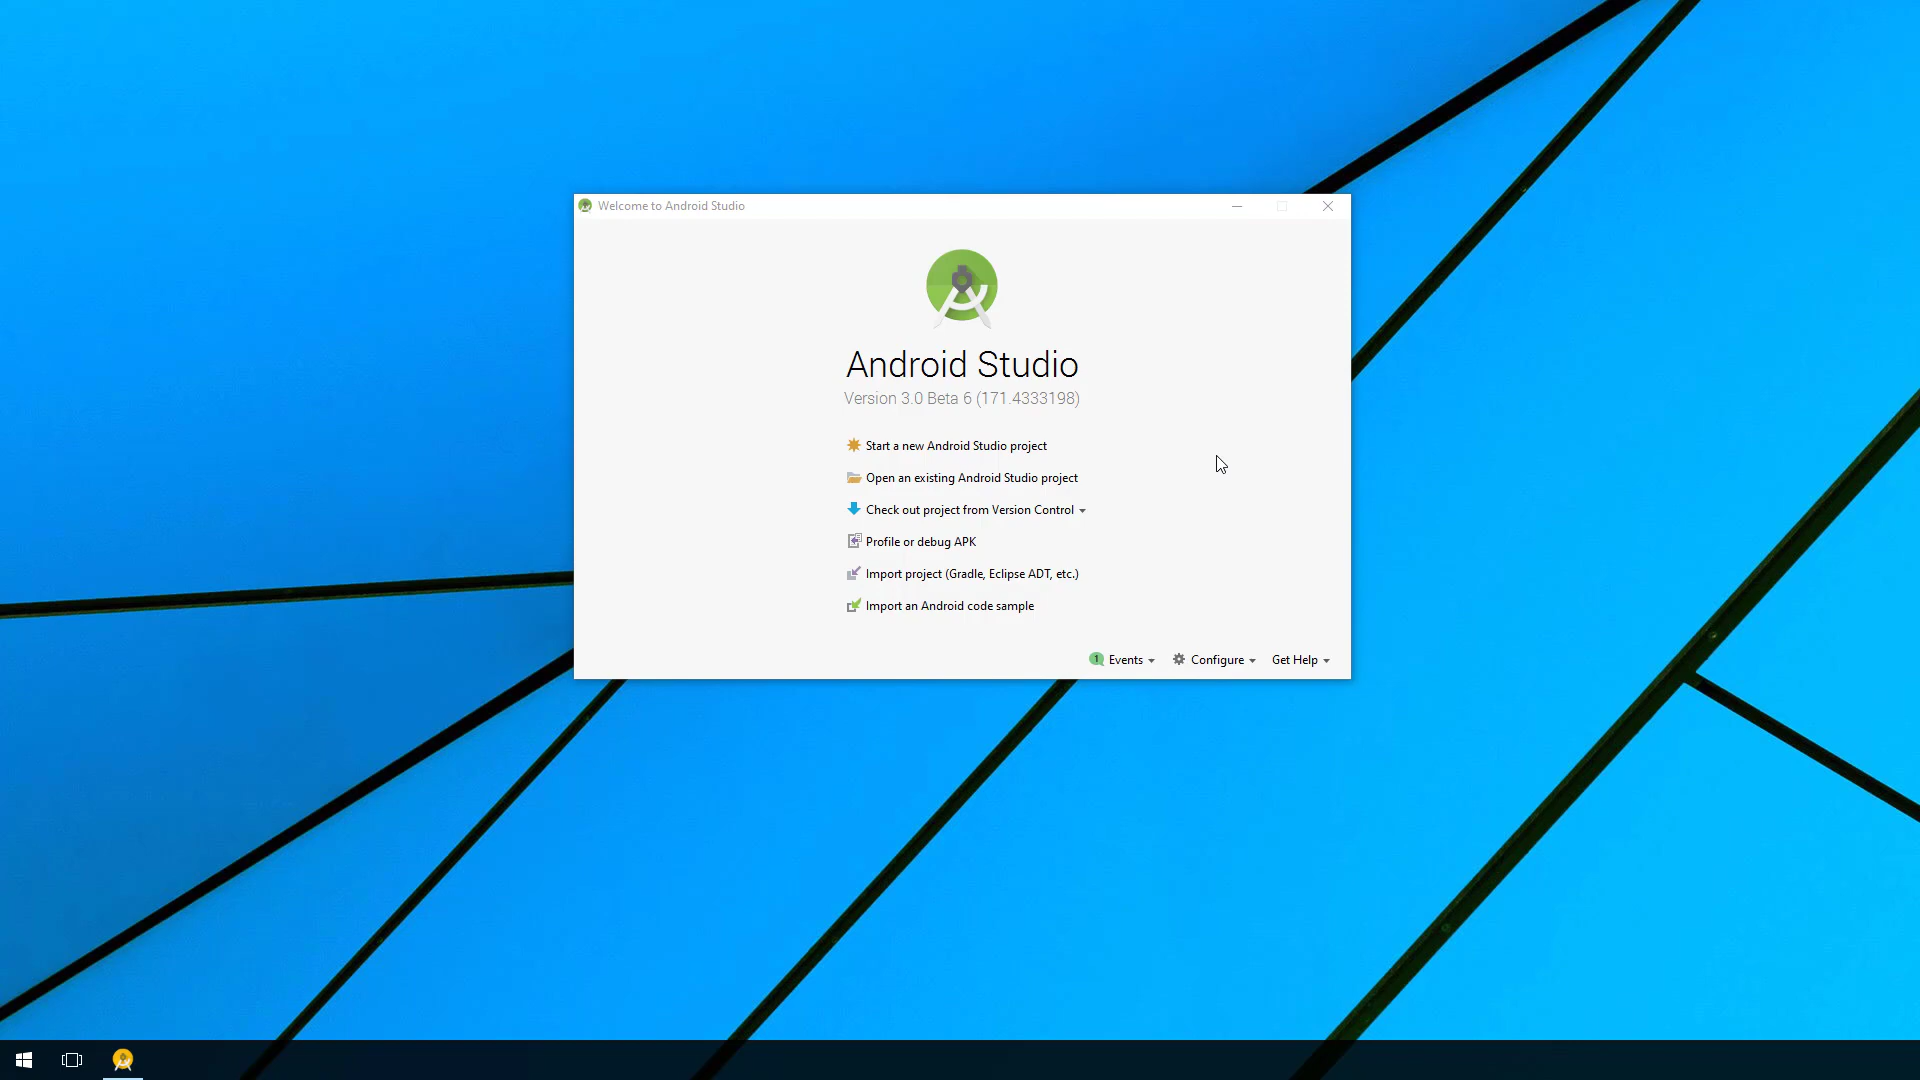 Welcome to Android Studio
Android Studio
Version 3.0 Beta 6 (171.4333198)
Start a new Android Studio project
Open an existing Android Studio project
Check out project from Version Control
Profile or debug APK
Import project (Gradle, Eclipse ADT, etc.)
Import an Android code sample
1 Events Configure Get Help